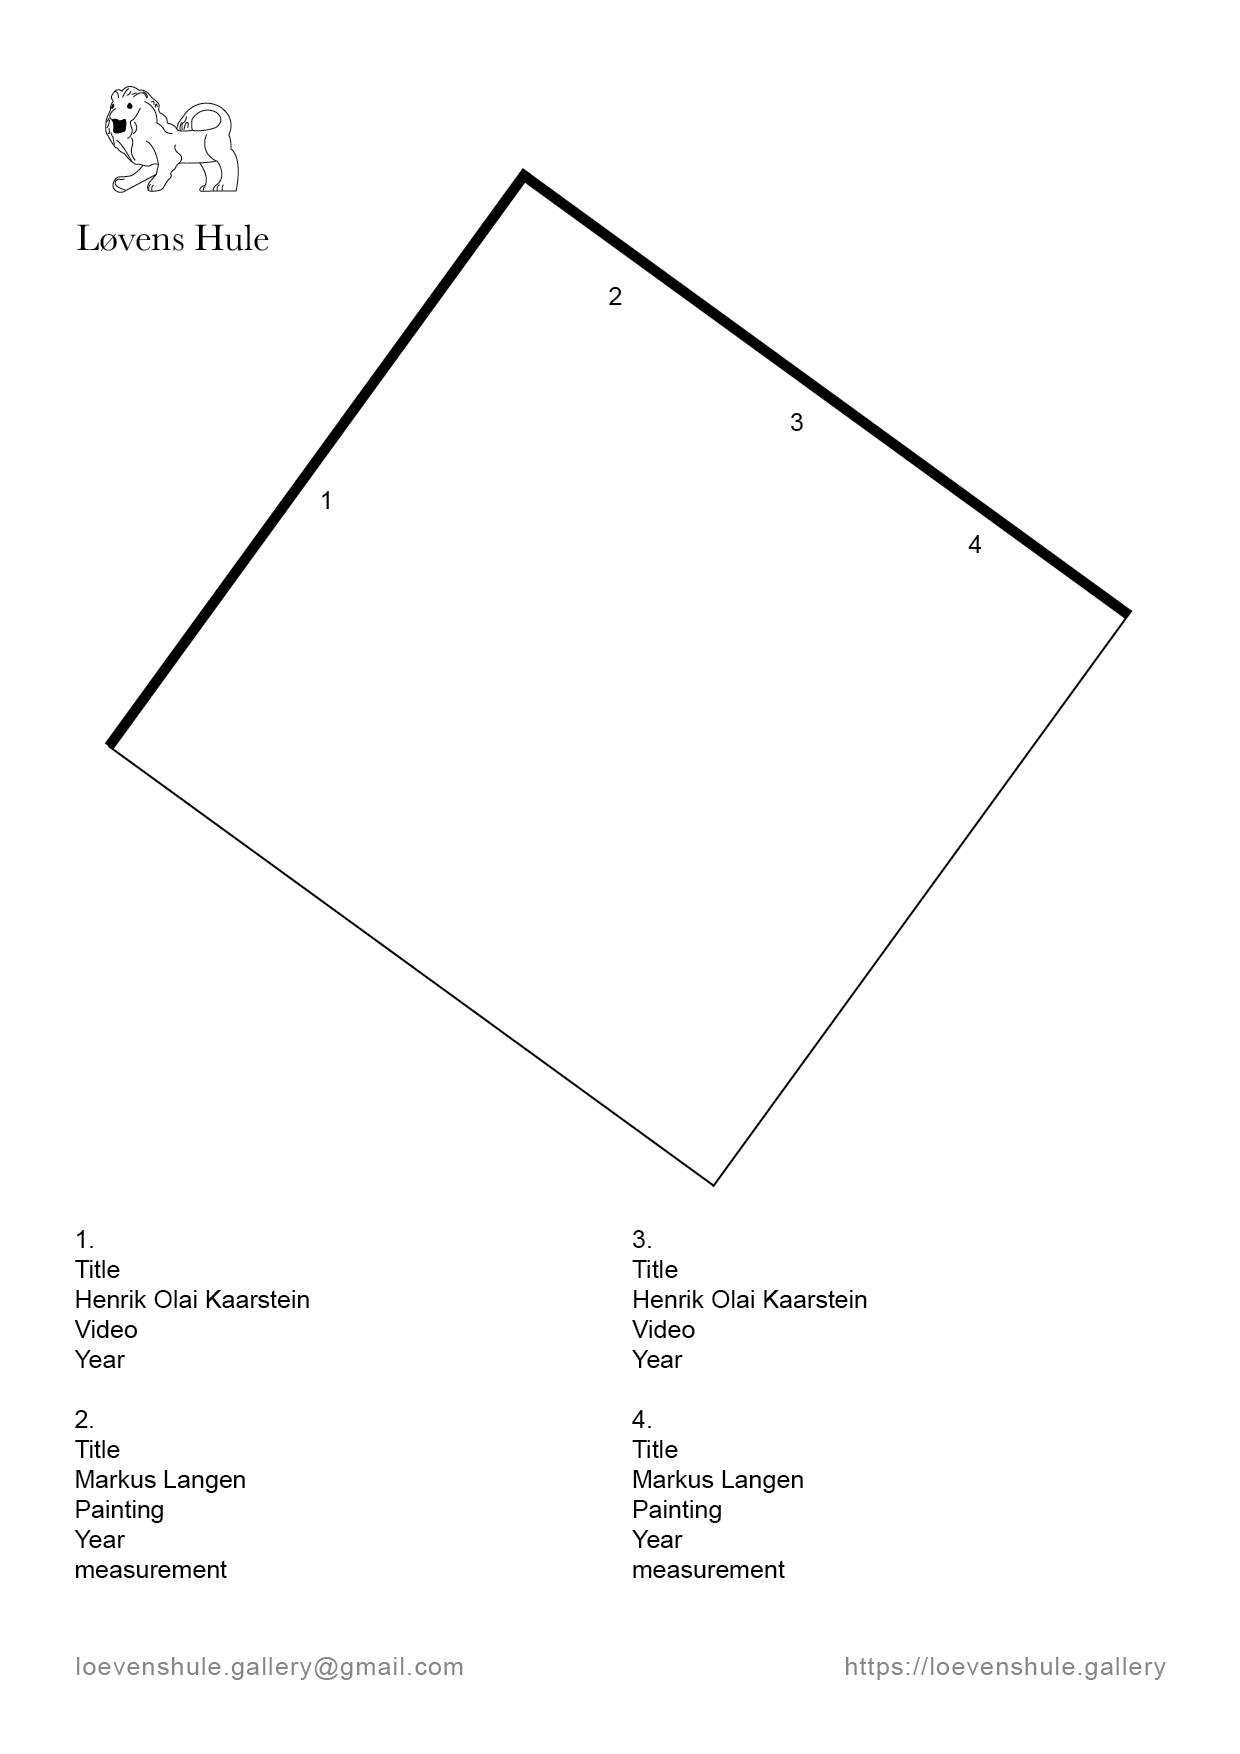 Løvens Hule
2
3
1
4
1.
Title
Henrik Olai Kaarstein
Video
Year
2.
Title
Markus Langen
Painting
Year
measurement
3.
Title
Henrik Olai Kaarstein
Video
Year
4.
Title
Markus Langen
Painting
Year
measurement
loevenshule.gallery@gmail.com
https://loevenshule.gallery